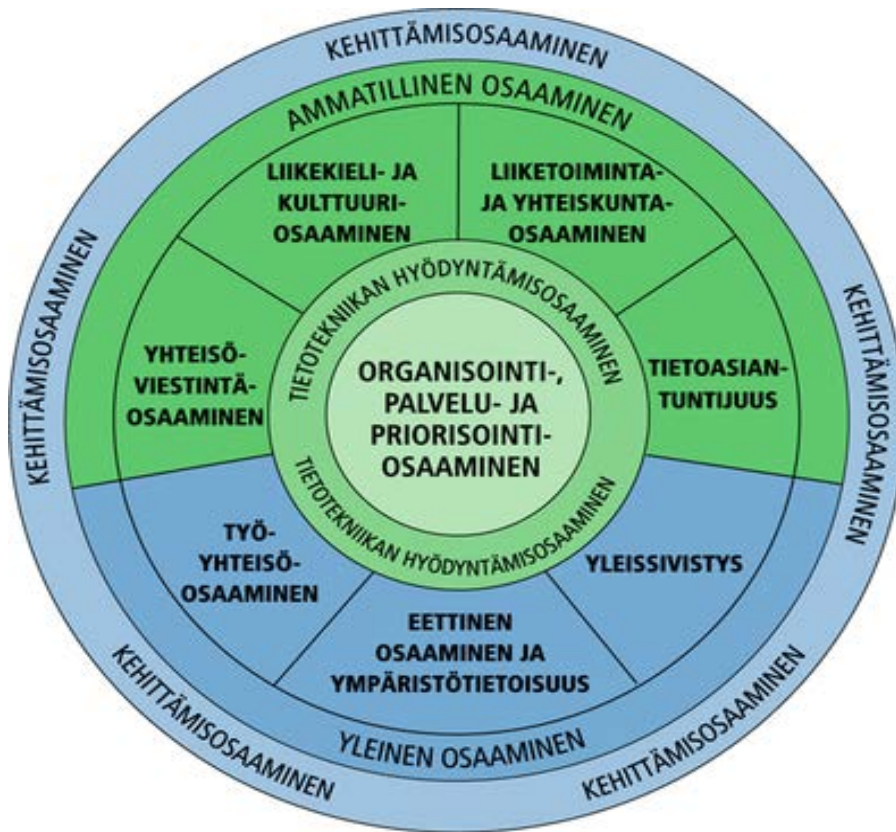 KEHITTÄMISOSAAMINEN
AMMATILLINEN OSAAMINEN
LIIKEKIELI- JA
KULTTUURI-
OSAAMINEN
LIIKETOIMINTA-
JA YHTEISKUNTA-
OSAAMINEN
KEHITTÄMISOSAAMINEN
KEHITTÄMISOSAAMINEN
TIETOTEKNIIKAN HYÖDYNTÄMISOSAAMINEN
YHTEISÖ-
VIESTINTÄ-
OSAAMINEN
ORGANISOINTI-,
PALVELU- JA
PRIORISOINTI-
OSAAMINEN
TIETOASIAN-
TUNTIJUUS
TIETOTEKNIIKAN HYÖDYNTÄMISOSAAMINEN
TYÖ-
YHTEISÖ-
OSAAMINEN
YLEISSIVISTYS
EETTINEN
OSAAMINEN JA
YMPÄRISTÖTIETOISUUS
YLEINEN OSAAMINEN
KEHITTÄMISOSAAMINEN
KEHITTÄMISOSAAMINEN